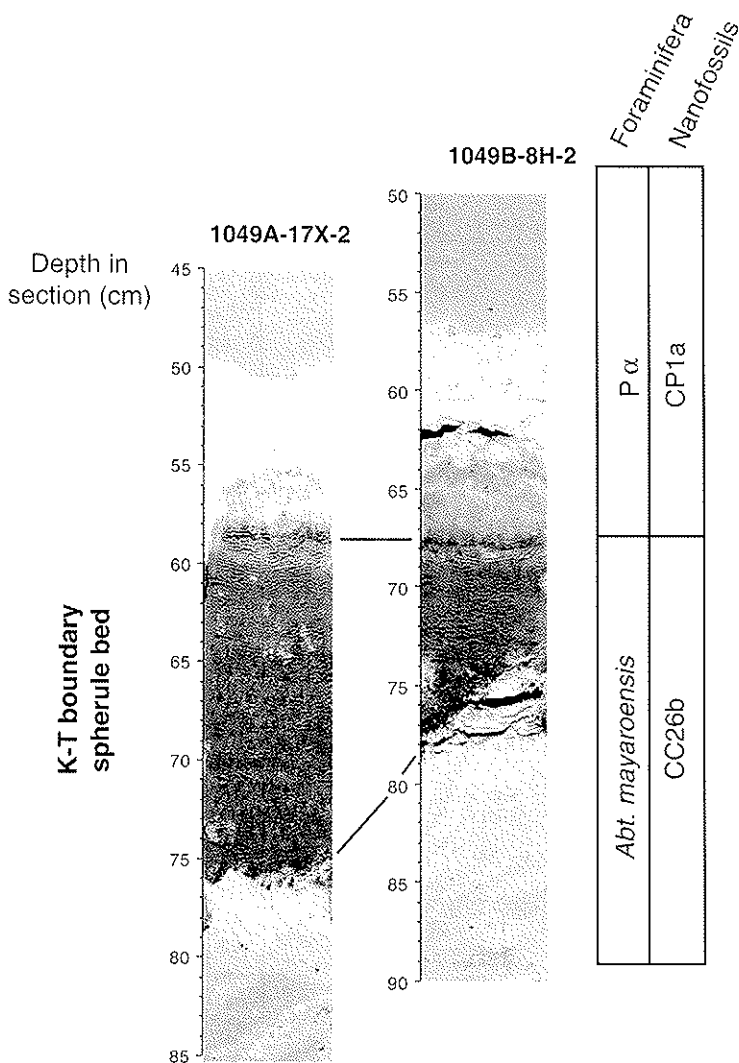 Foraminifera
Nanofossils
1049B-8H-2
1049A-17X-2
Depth in
section (cm)
45
50
55
60
65
70
75
80
85
50
55
60
65
70
75
90
85
90
K-T boundary
spherule bed
P α
CP1a
Abt. mayaroensis
CC26b